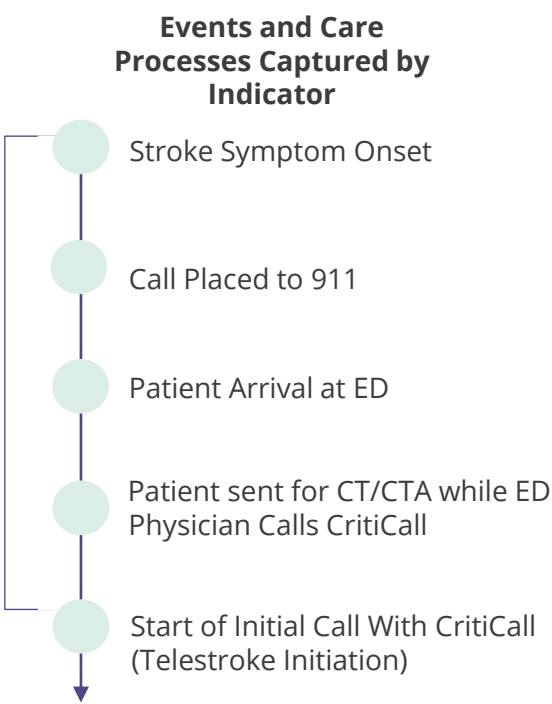 Events and Care
Processes Captured by
Indicator
Stroke Symptom Onset
Call Placed to 911
Patient Arrival at ED
Patient sent for CT/CTA while ED
Physician Calls CritiCall
Start of Initial Call With CritiCall
(Telestroke Initiation)